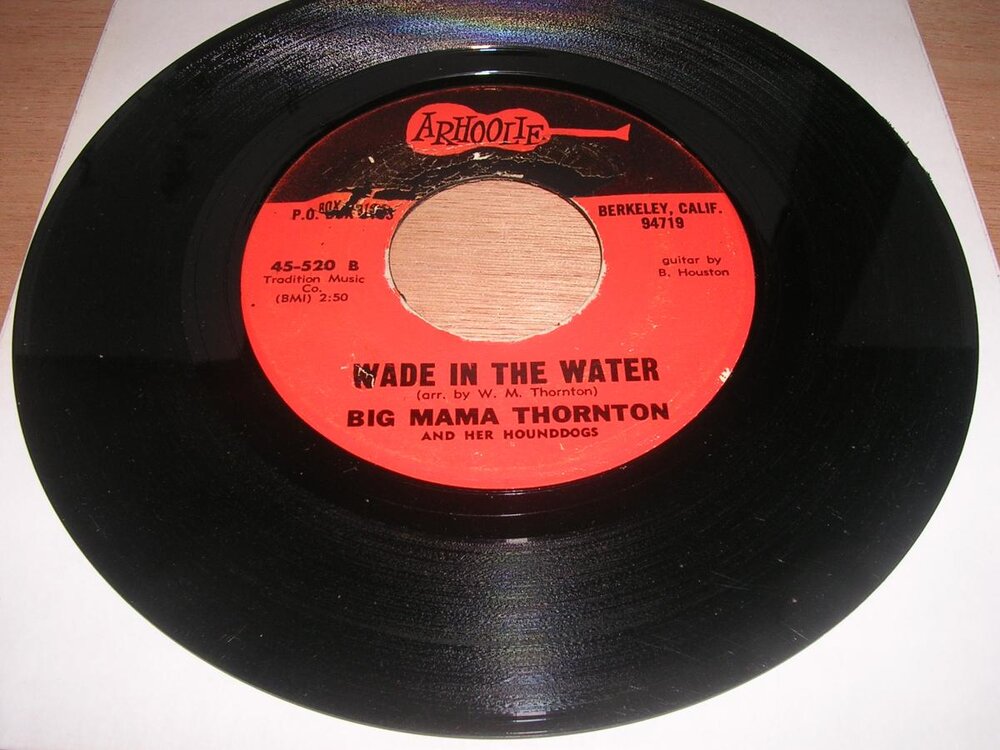 ARHOOLIE
P.O. BOX
BERKELEY, CALIF.
94719
45-520 B
Tradition Music
Co.
(BMI) 2:50
guitar by
B. Houston
WADE IN THE WATER
(arr. by W. M. Thornton)
BIG MAMA THORNTON
AND HER HOUNDDOGS